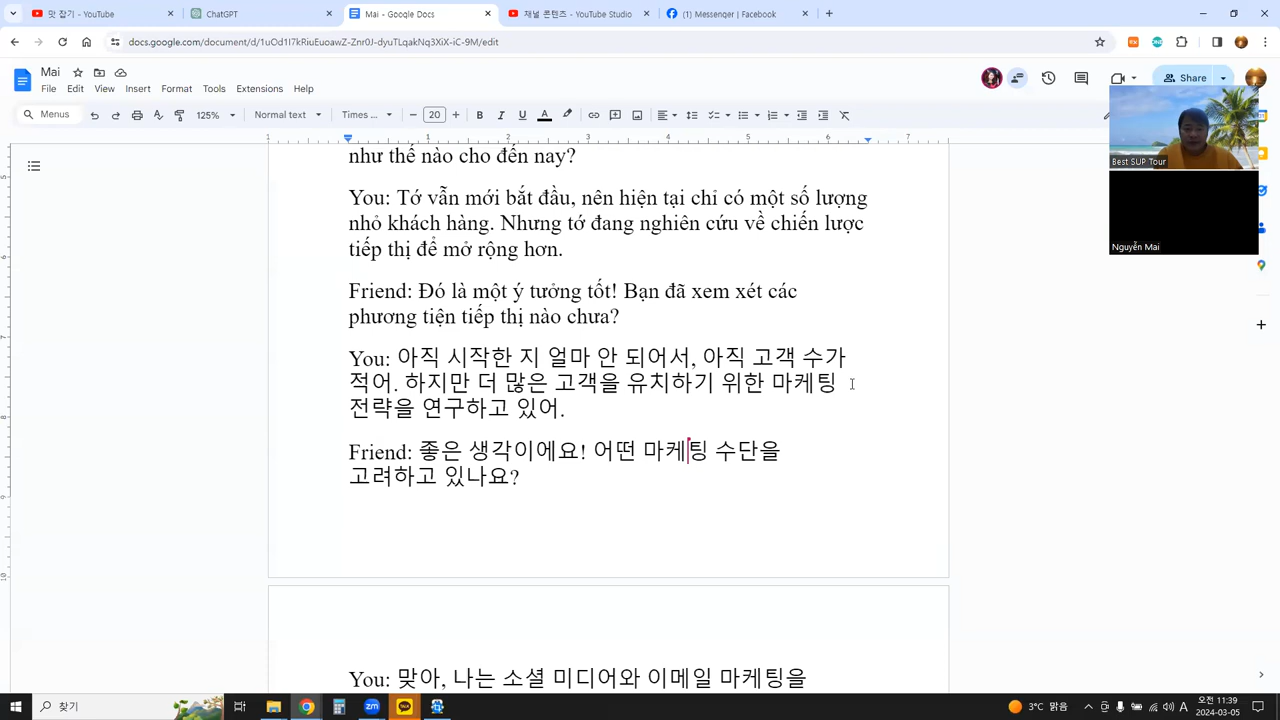 맛 잡기 - YouTube
ChatGPT
Mai - Google Docs
재널 콘텐츠 - YouTube Studio
(1) Messenger | Facebook
docs.google.com/document/d/1uOd1I7kRiuEuoawZ-Znr0J-dyuTLqakNq3XiX-iC-9M/edit
Mai
File Edit View Insert Format Tools Extensions Help
Share
Menus
125%
Normal text
Times ...
20
như thế nào cho đến nay?
You: Tớ vẫn mới bắt đầu, nên hiện tại chỉ có một số lượng
nhỏ khách hàng. Nhưng tớ đang nghiên cứu về chiến lược
tiếp thị để mở rộng hơn.
Friend: Đó là một ý tưởng tốt! Bạn đã xem xét các
phương tiện tiếp thị nào chưa?
You: 아직 시작한 지 얼마 안 되어서, 아직 고객 수가
적어. 하지만 더 많은 고객을 유치하기 위한 마케팅
전략을 연구하고 있어.
Friend: 좋은 생각이에요! 어떤 마케팅 수단을
고려하고 있나요?
You: 맞아, 나는 소셜 미디어와 이메일 마케팅을
Best SUP Tour
Nguyễn Mai
찾기
3°C 맑음
A
오전 11:39
2024-03-05